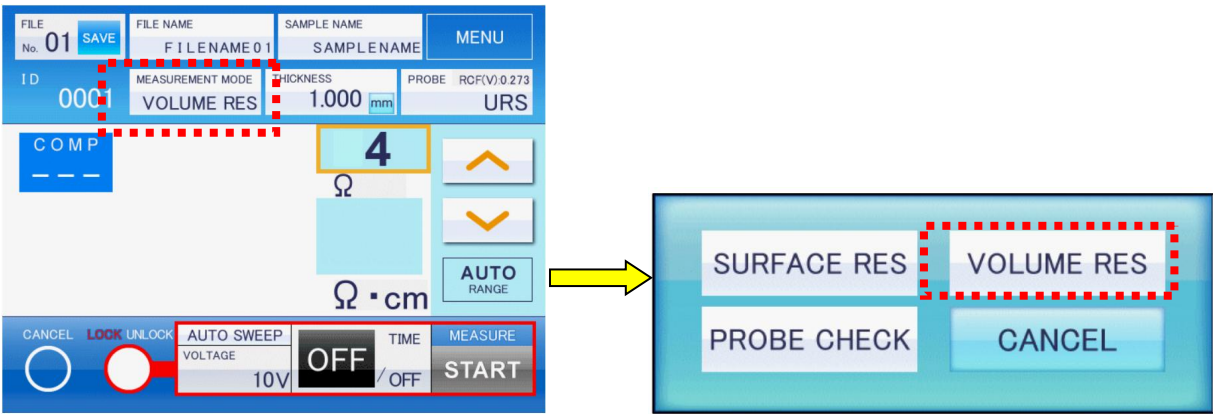 FILE FILE NAME SAMPLE NAME
No. 01 SAVE FILENAME01 SAMPLENAME MENU
ID MEASUREMENT MODE THICKNESS PROBE RCF(V):0.273
0001 VOLUME RES 1.000 mm URS
COMP
--- 4
Ω
AUTO
RANGE
Ω・cm
CANCEL LOCK UNLOCK AUTO SWEEP TIME MEASURE
VOLTAGE OFF START
10V /OFF
SURFACE RES VOLUME RES
PROBE CHECK CANCEL